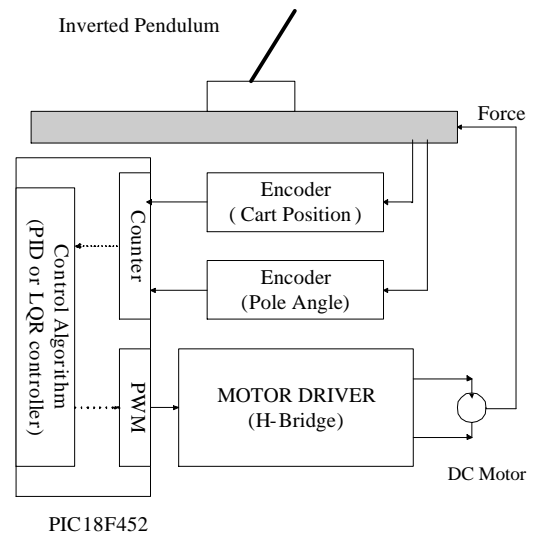 Inverted Pendulum
Force
Encoder
( Cart Position )
Counter
Control Algorithm
(PID or LQR controller)
Encoder
(Pole Angle)
PWM
MOTOR DRIVER
(H-Bridge)
DC Motor
PIC18F452